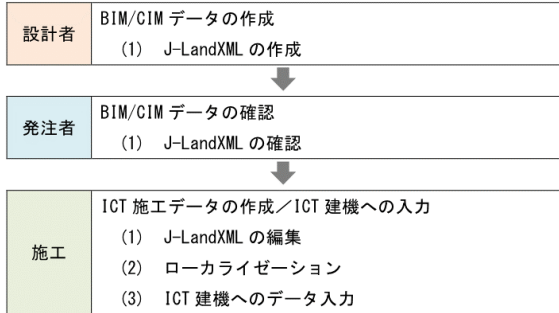 設計者
BIM/CIM データの作成
(1) J-LandXML の作成
発注者
BIM/CIM データの確認
(1) J-LandXML の確認
施工
ICT 施工データの作成／ICT 建機への入力
(1) J-LandXML の編集
(2) ローカライゼーション
(3) ICT 建機へのデータ入力